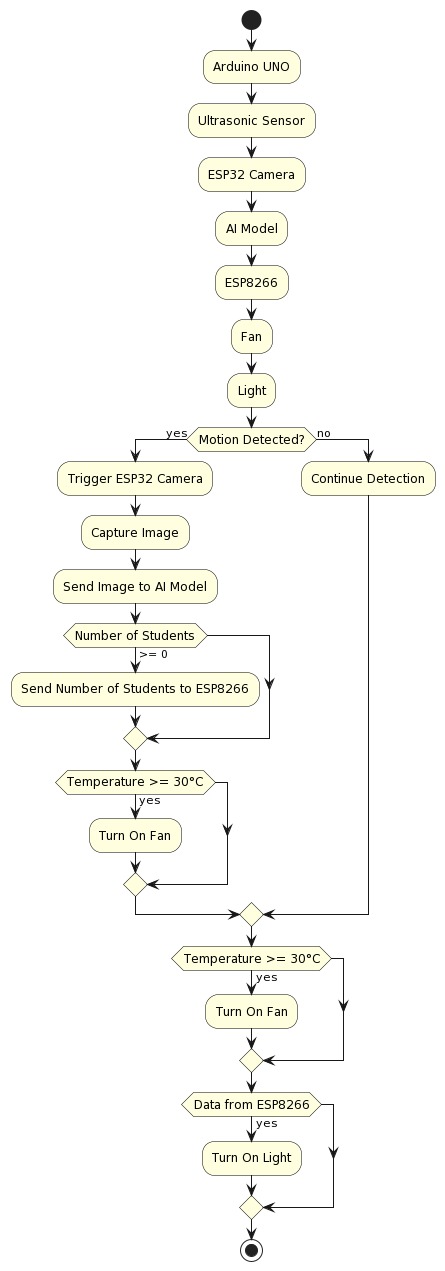 Arduino UNO
Ultrasonic Sensor
ESP32 Camera
AI Model
ESP8266
Fan
Light
yes
Motion Detected?
no
Trigger ESP32 Camera
Continue Detection
Capture Image
Send Image to AI Model
Number of Students
>= 0
Send Number of Students to ESP8266
Temperature >= 30°C
yes
Turn On Fan
Temperature >= 30°C
yes
Turn On Fan
Data from ESP8266
yes
Turn On Light